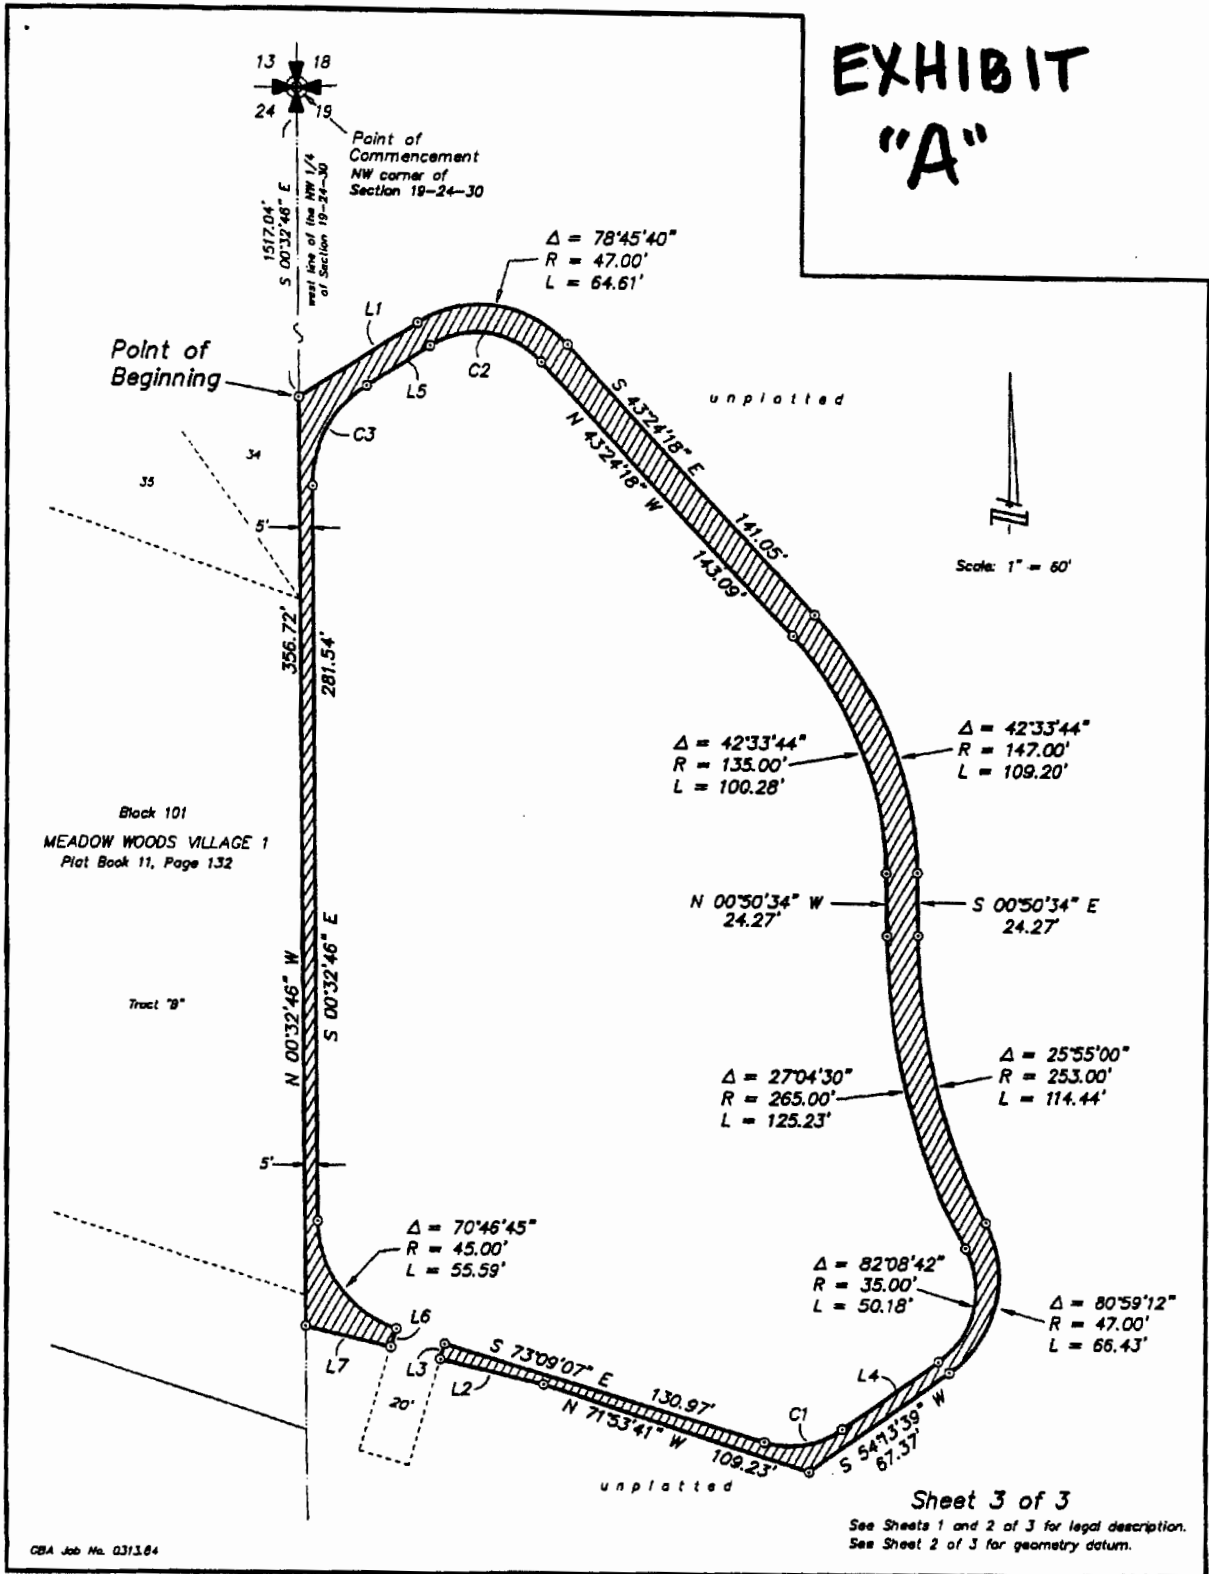 EXHIBIT
"A"
13 18
24 19
Point of
Commencement
NW corner of
Section 19-24-30
1517.04'
S 00°32'46" E
west line of the NW 1/4
of Section 19-24-30
Δ = 78°45'40"
R = 47.00'
L = 64.61'
L1
Point of
Beginning
L5
C2
C3
unplatted
S 43°24'18" E
N 43°24'18" W
141.05'
143.09'
34
35
5'
Scale: 1" = 60'
356.72'
281.54'
Δ = 42°33'44"
R = 135.00'
L = 100.28'
Δ = 42°33'44"
R = 147.00'
L = 109.20'
Block 101
MEADOW WOODS VILLAGE 1
Plat Book 11, Page 132
N 00°50'34" W
24.27'
S 00°50'34" E
24.27'
N 00°32'46" W
S 00°32'46" E
Tract "B"
Δ = 27°04'30"
R = 265.00'
L = 125.23'
Δ = 25°55'00"
R = 253.00'
L = 114.44'
5'
Δ = 70°46'45"
R = 45.00'
L = 55.59'
Δ = 82°08'42"
R = 35.00'
L = 50.18'
Δ = 80°59'12"
R = 47.00'
L = 66.43'
L6
L7
L3
L2
20'
S 73°09'07" E
130.97'
N 71°53'41" W
109.23'
L4
C1
S 54°13'39" W
67.37'
unplatted
Sheet 3 of 3
See Sheets 1 and 2 of 3 for legal description.
See Sheet 2 of 3 for geometry datum.
GBA Job No. 0313.64